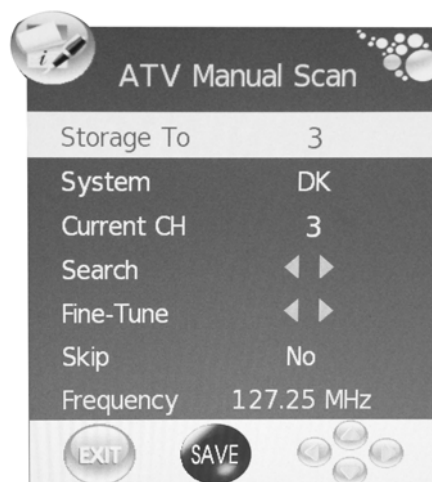 i
ATV Manual Scan
Storage To 3
System DK
Current CH 3
Search
Fine-Tune
Skip No
Frequency 127.25 MHz
EXIT SAVE